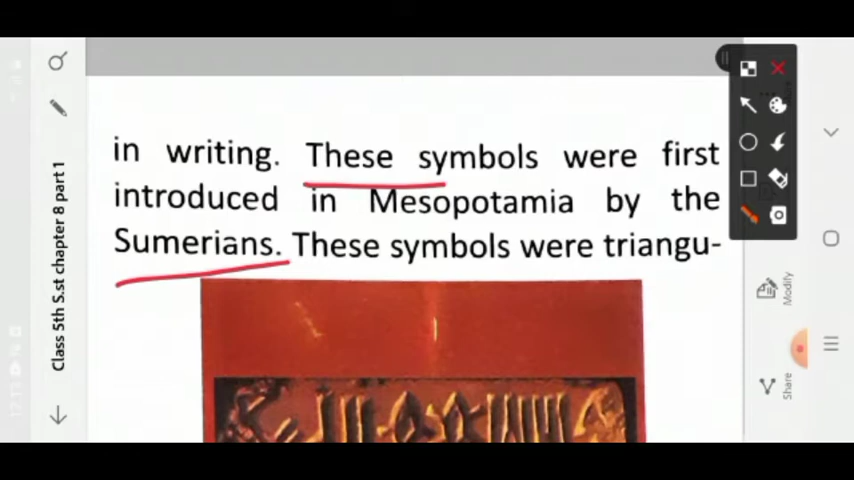 in writing. These symbols were first
introduced in Mesopotamia by the
Sumerians. These symbols were triangu-
Class 5th S.st chapter 8 part 1
Modify
Share